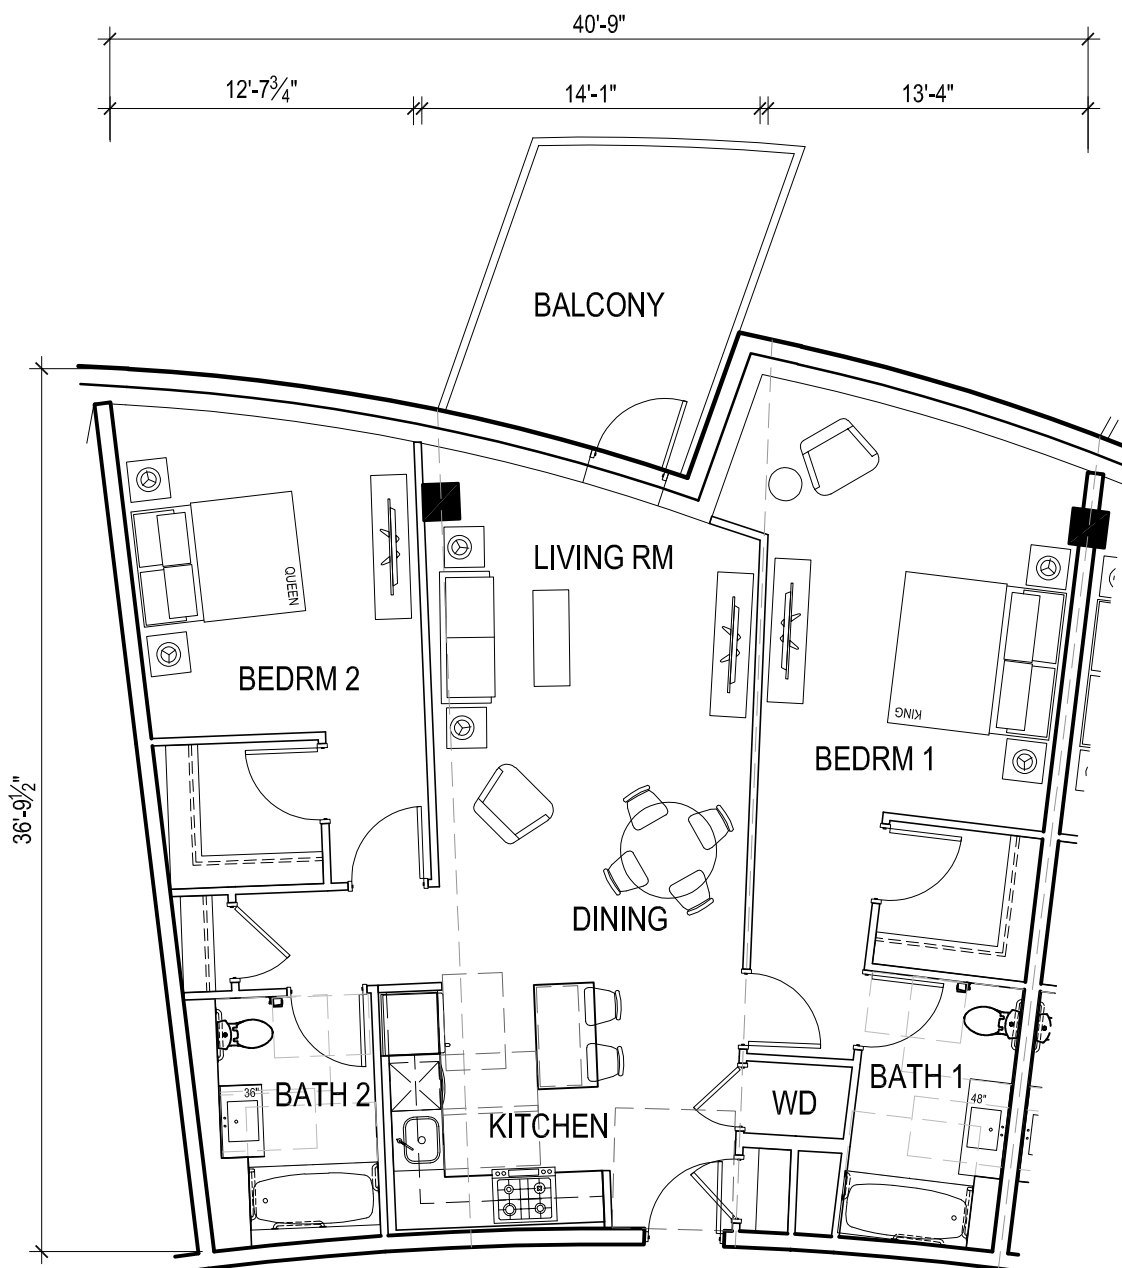 40'-9"
12'-7¾"
14'-1"
13'-4"
BALCONY
LIVING RM
QUEEN
BEDRM 2
KING
BEDRM 1
36'-9½"
DINING
BATH 2
36"
KITCHEN
WD
BATH 1
48"